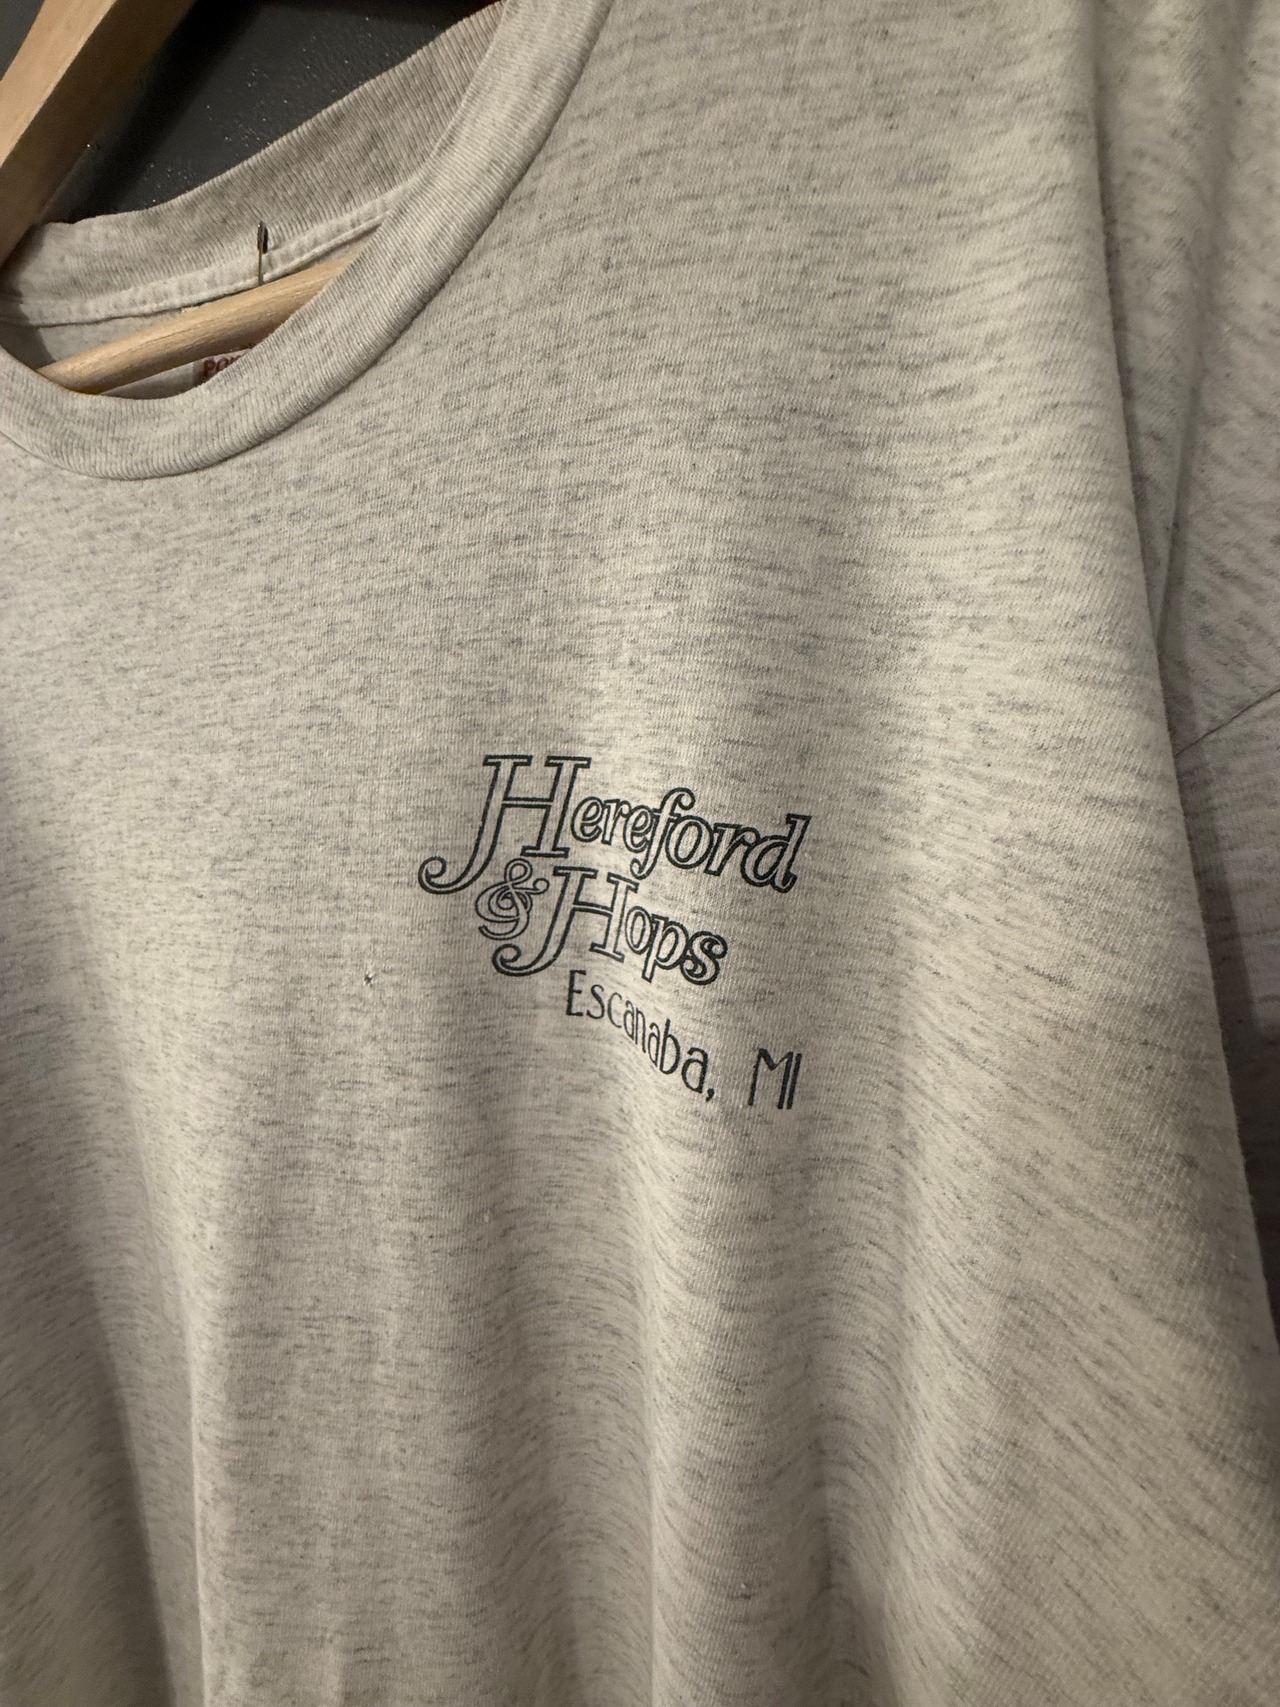 Hereford
& Hops
Escanaba, MI